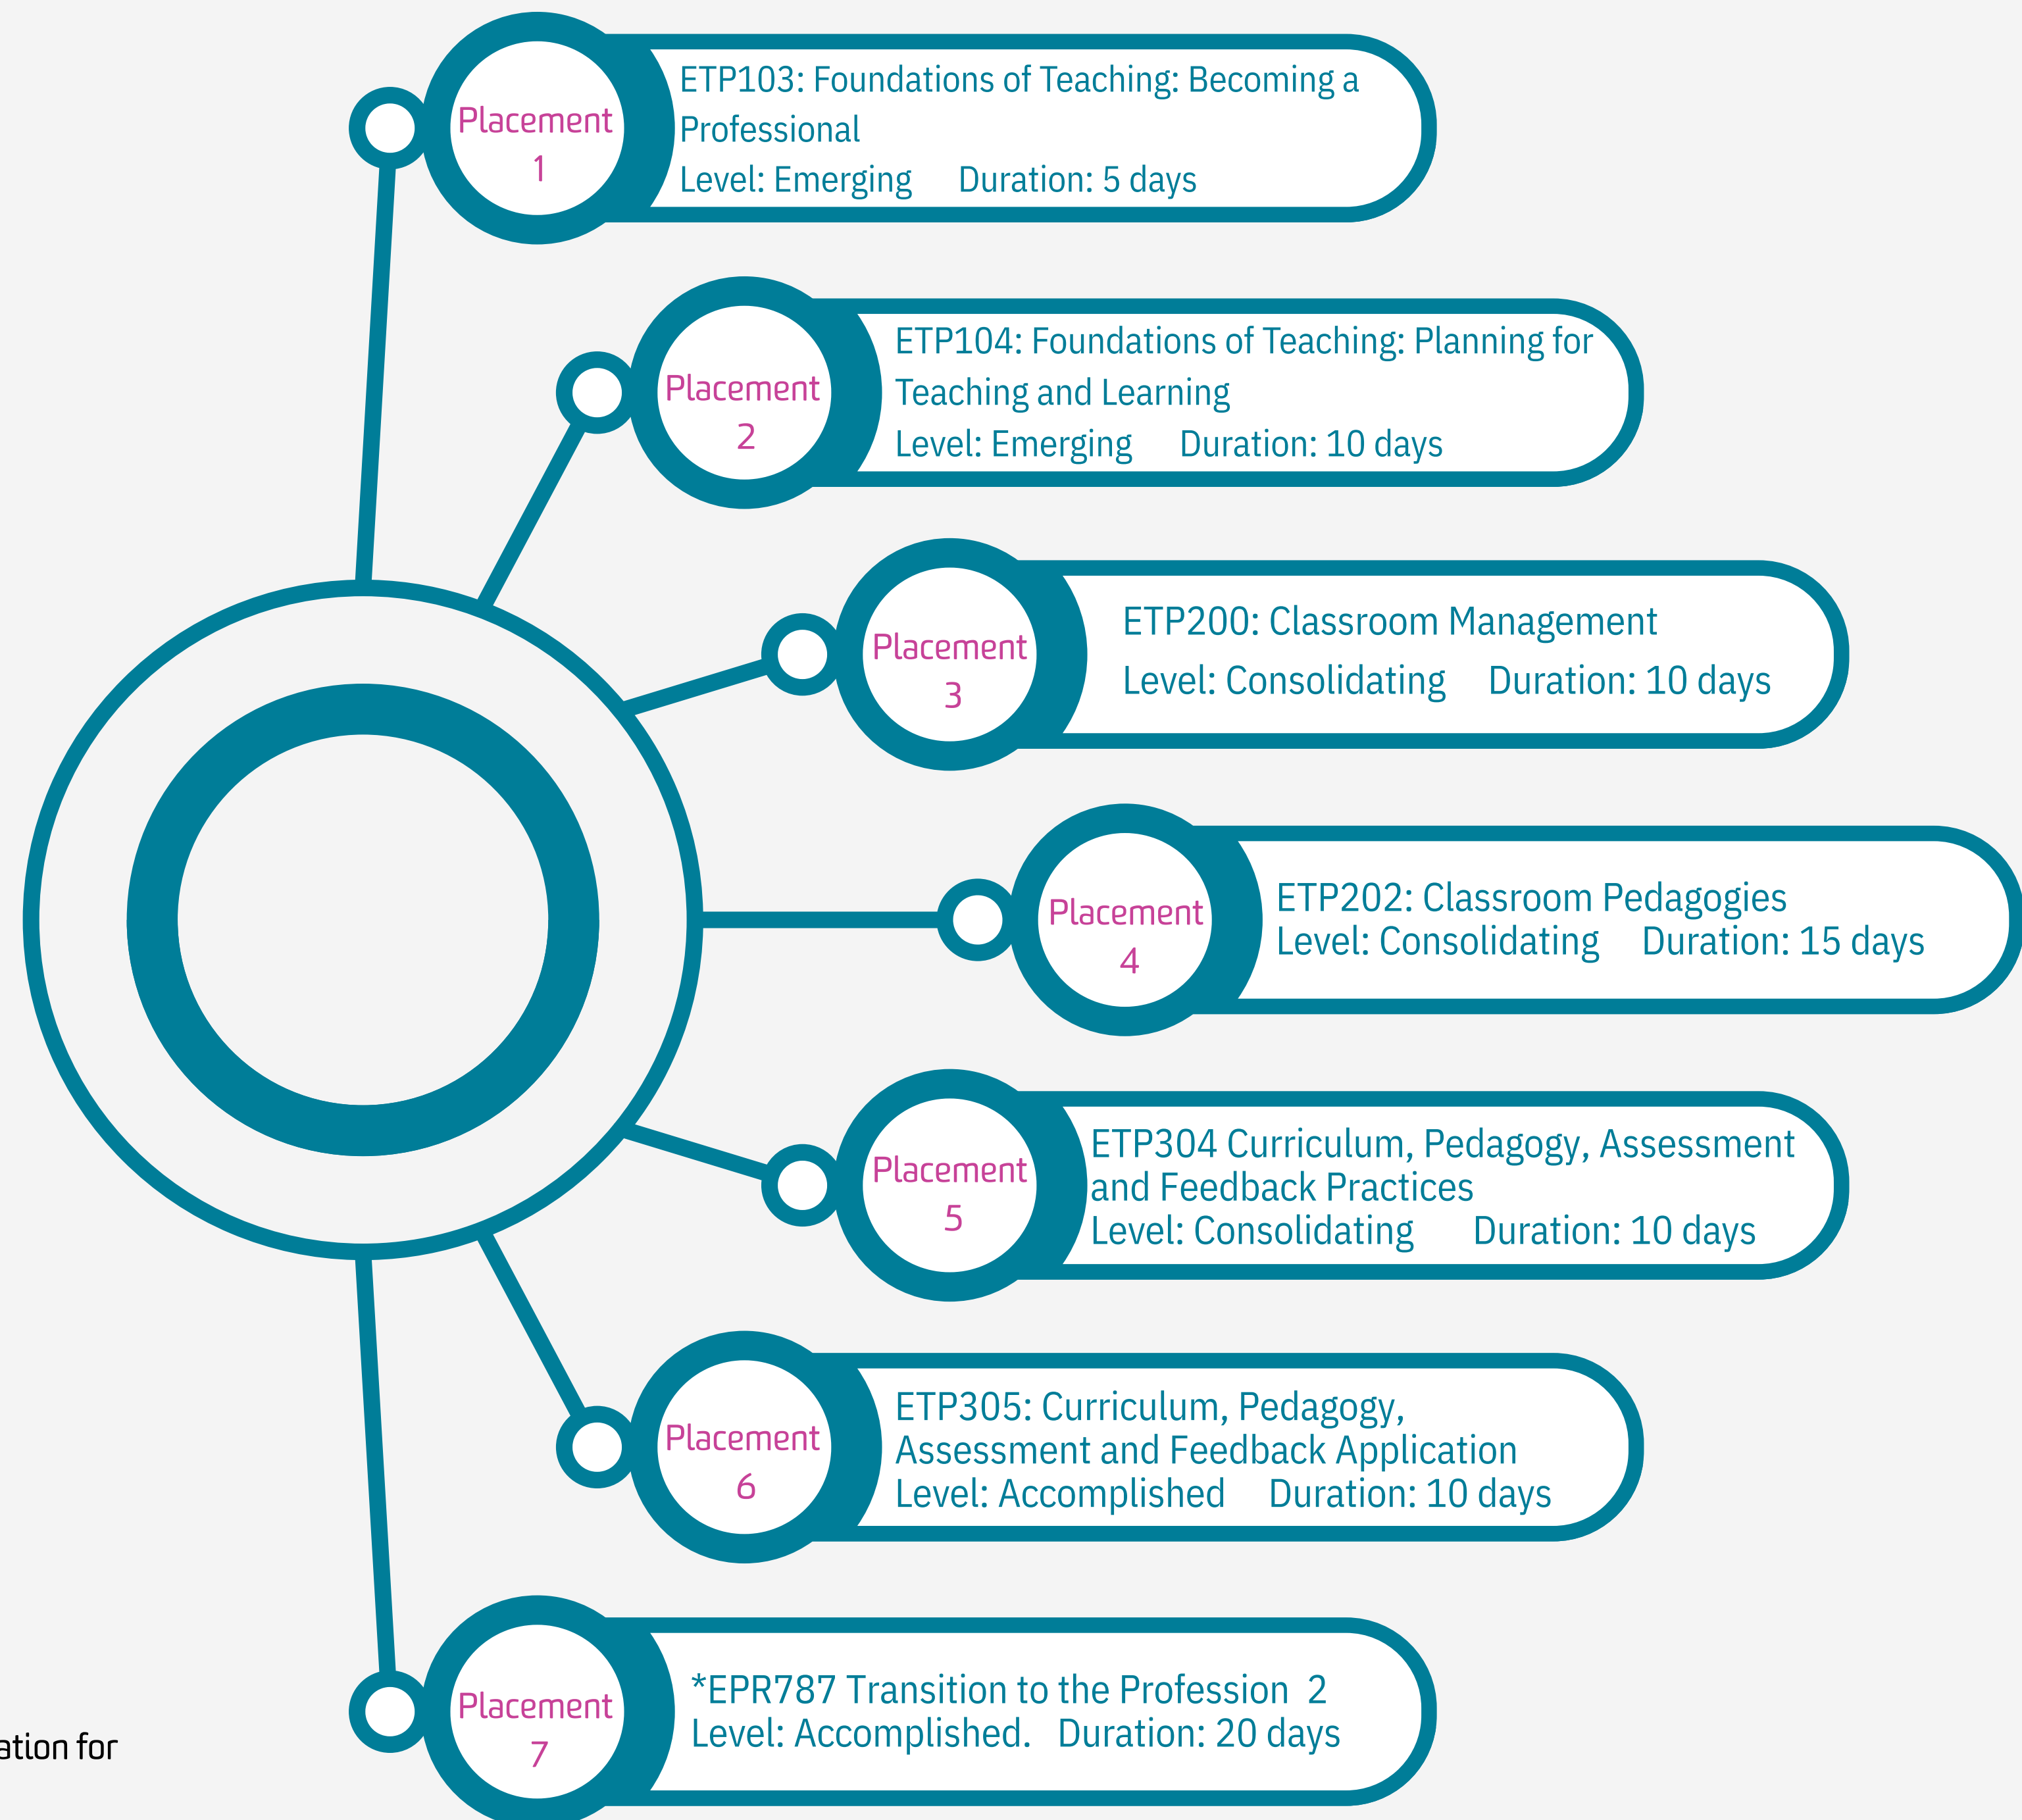 Placement
1
ETP103: Foundations of Teaching: Becoming a
Professional
Level: Emerging Duration: 5 days
Placement
2
ETP104: Foundations of Teaching: Planning for
Teaching and Learning
Level: Emerging Duration: 10 days
Placement
3
ETP200: Classroom Management
Level: Consolidating Duration: 10 days
Placement
4
ETP202: Classroom Pedagogies
Level: Consolidating Duration: 15 days
Placement
5
ETP304 Curriculum, Pedagogy, Assessment
and Feedback Practices
Level: Consolidating Duration: 10 days
Placement
6
ETP305: Curriculum, Pedagogy,
Assessment and Feedback Application
Level: Accomplished Duration: 10 days
Placement
7
*EPR787 Transition to the Profession 2
Level: Accomplished. Duration: 20 days
for